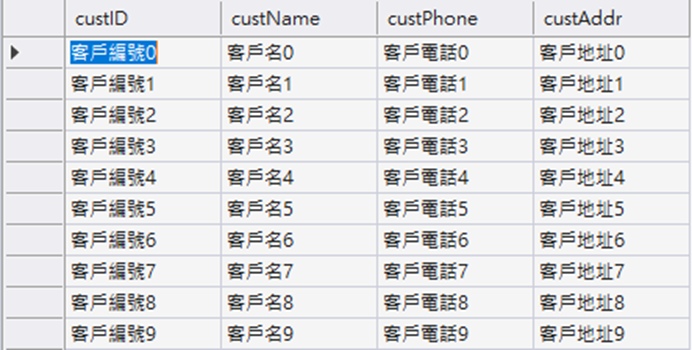 custID custName custPhone custAddr
客戶編號0 客戶名0 客戶電話0 客戶地址0
客戶編號1 客戶名1 客戶電話1 客戶地址1
客戶編號2 客戶名2 客戶電話2 客戶地址2
客戶編號3 客戶名3 客戶電話3 客戶地址3
客戶編號4 客戶名4 客戶電話4 客戶地址4
客戶編號5 客戶名5 客戶電話5 客戶地址5
客戶編號6 客戶名6 客戶電話6 客戶地址6
客戶編號7 客戶名7 客戶電話7 客戶地址7
客戶編號8 客戶名8 客戶電話8 客戶地址8
客戶編號9 客戶名9 客戶電話9 客戶地址9